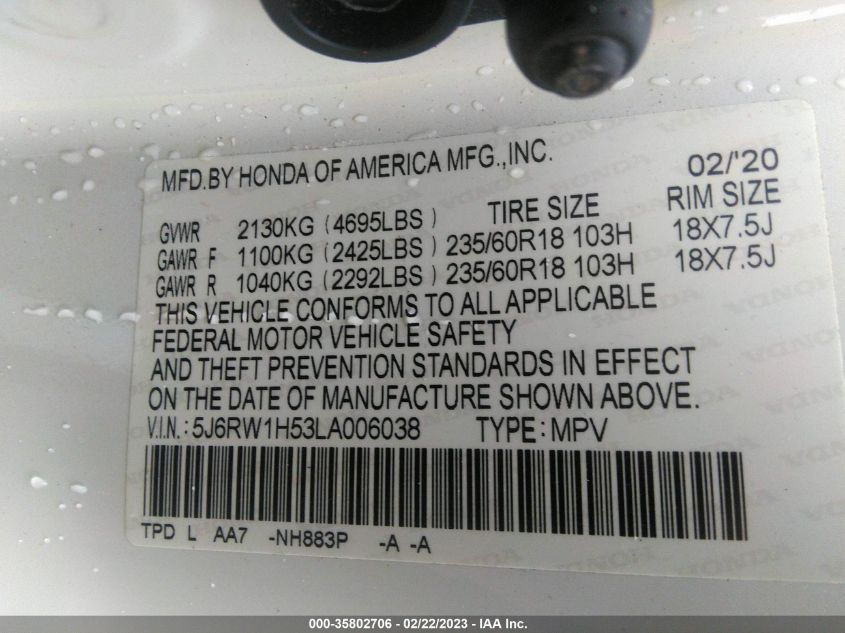 MFD.BY HONDA OF AMERICA MFG.,INC. 02/'20
GVWR 2130KG (4695LBS) TIRE SIZE RIM SIZE
GAWR F 1100KG (2425LBS) 235/60R18 103H 18X7.5J
GAWR R 1040KG (2292LBS) 235/60R18 103H 18X7.5J
THIS VEHICLE CONFORMS TO ALL APPLICABLE
FEDERAL MOTOR VEHICLE SAFETY
AND THEFT PREVENTION STANDARDS IN EFFECT
ON THE DATE OF MANUFACTURE SHOWN ABOVE.
V.I.N.: 5J6RW1H53LA006038 TYPE: MPV
TPD L AA7 -NH883P -A -A
000-35802706 - 02/22/2023 - IAA Inc.